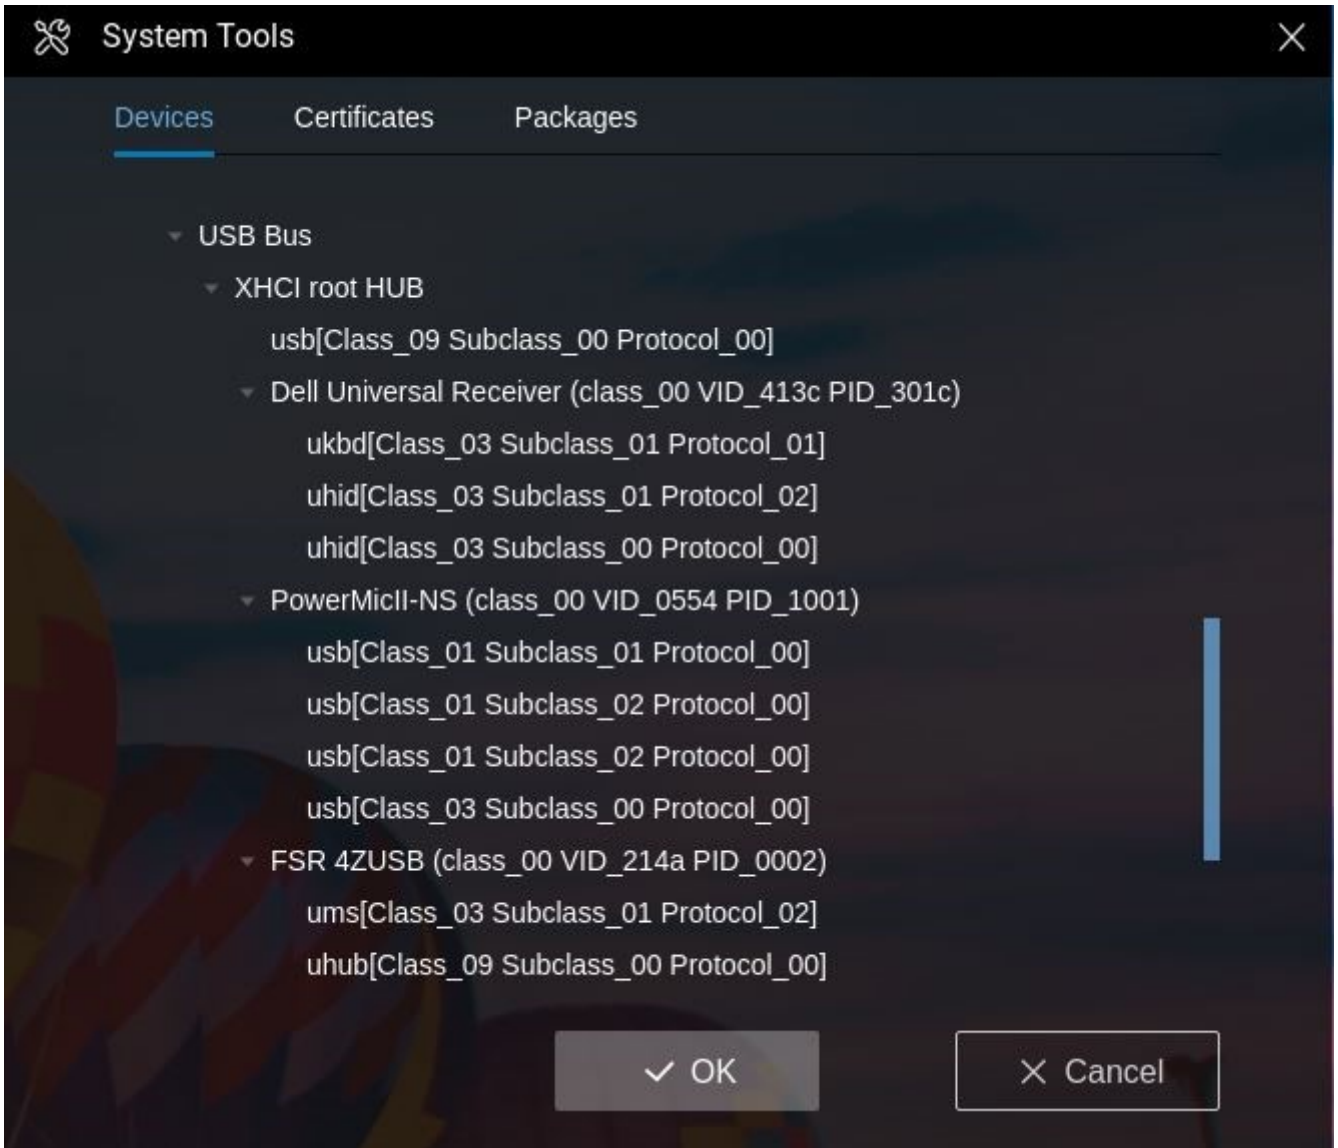 System Tools
Devices Certificates Packages
USB Bus
XHCI root HUB
usb[Class_09 Subclass_00 Protocol_00]
Dell Universal Receiver (class_00 VID_413c PID_301c)
ukbd[Class_03 Subclass_01 Protocol_01]
uhid[Class_03 Subclass_01 Protocol_02]
uhid[Class_03 Subclass_00 Protocol_00]
PowerMicII-NS (class_00 VID_0554 PID_1001)
usb[Class_01 Subclass_01 Protocol_00]
usb[Class_01 Subclass_02 Protocol_00]
usb[Class_01 Subclass_02 Protocol_00]
usb[Class_03 Subclass_00 Protocol_00]
FSR 4ZUSB (class_00 VID_214a PID_0002)
ums[Class_03 Subclass_01 Protocol_02]
uhub[Class_09 Subclass_00 Protocol_00]
OK Cancel